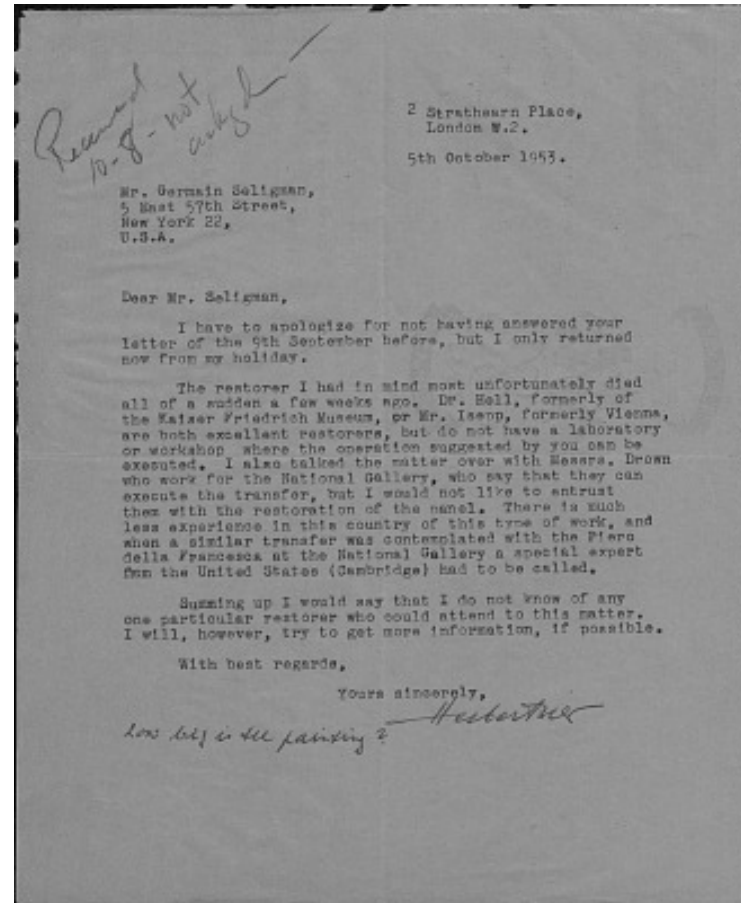 Received
10-8-not
2 Strathearn Place,
London W.2.
5th October 1953.
Mr. Germain Seligman,
5 East 57th Street,
New York 22,
U.S.A.
Dear Mr. Seligman,
I have to apologize for not having answered your
letter of the 9th September before, but I only returned
now from my holiday.
The restorer I had in mind most unfortunately died
all of a sudden a few weeks ago. Dr. Hell, formerly of
the Kaiser Friedrich Museum, or Mr. Isepp, formerly Vienna,
are both excellent restorers, but do not have a laboratory
or workshop where the operation suggested by you can be
executed. I also talked the matter over with Messrs. Drown
who work for the National Gallery, who say that they can
execute the transfer, but I would not like to entrust
them with the restoration of the panel. There is much
less experience in this country of this type of work, and
when a similar transfer was contemplated with the Piero
della Francesca at the National Gallery a special expert
from the United States (Cambridge) had to be called.
Summing up I would say that I do not know of any
one particular restorer who could attend to this matter.
I will, however, try to get more information, if possible.
With best regards,
Yours sincerely,
how big is the painting?